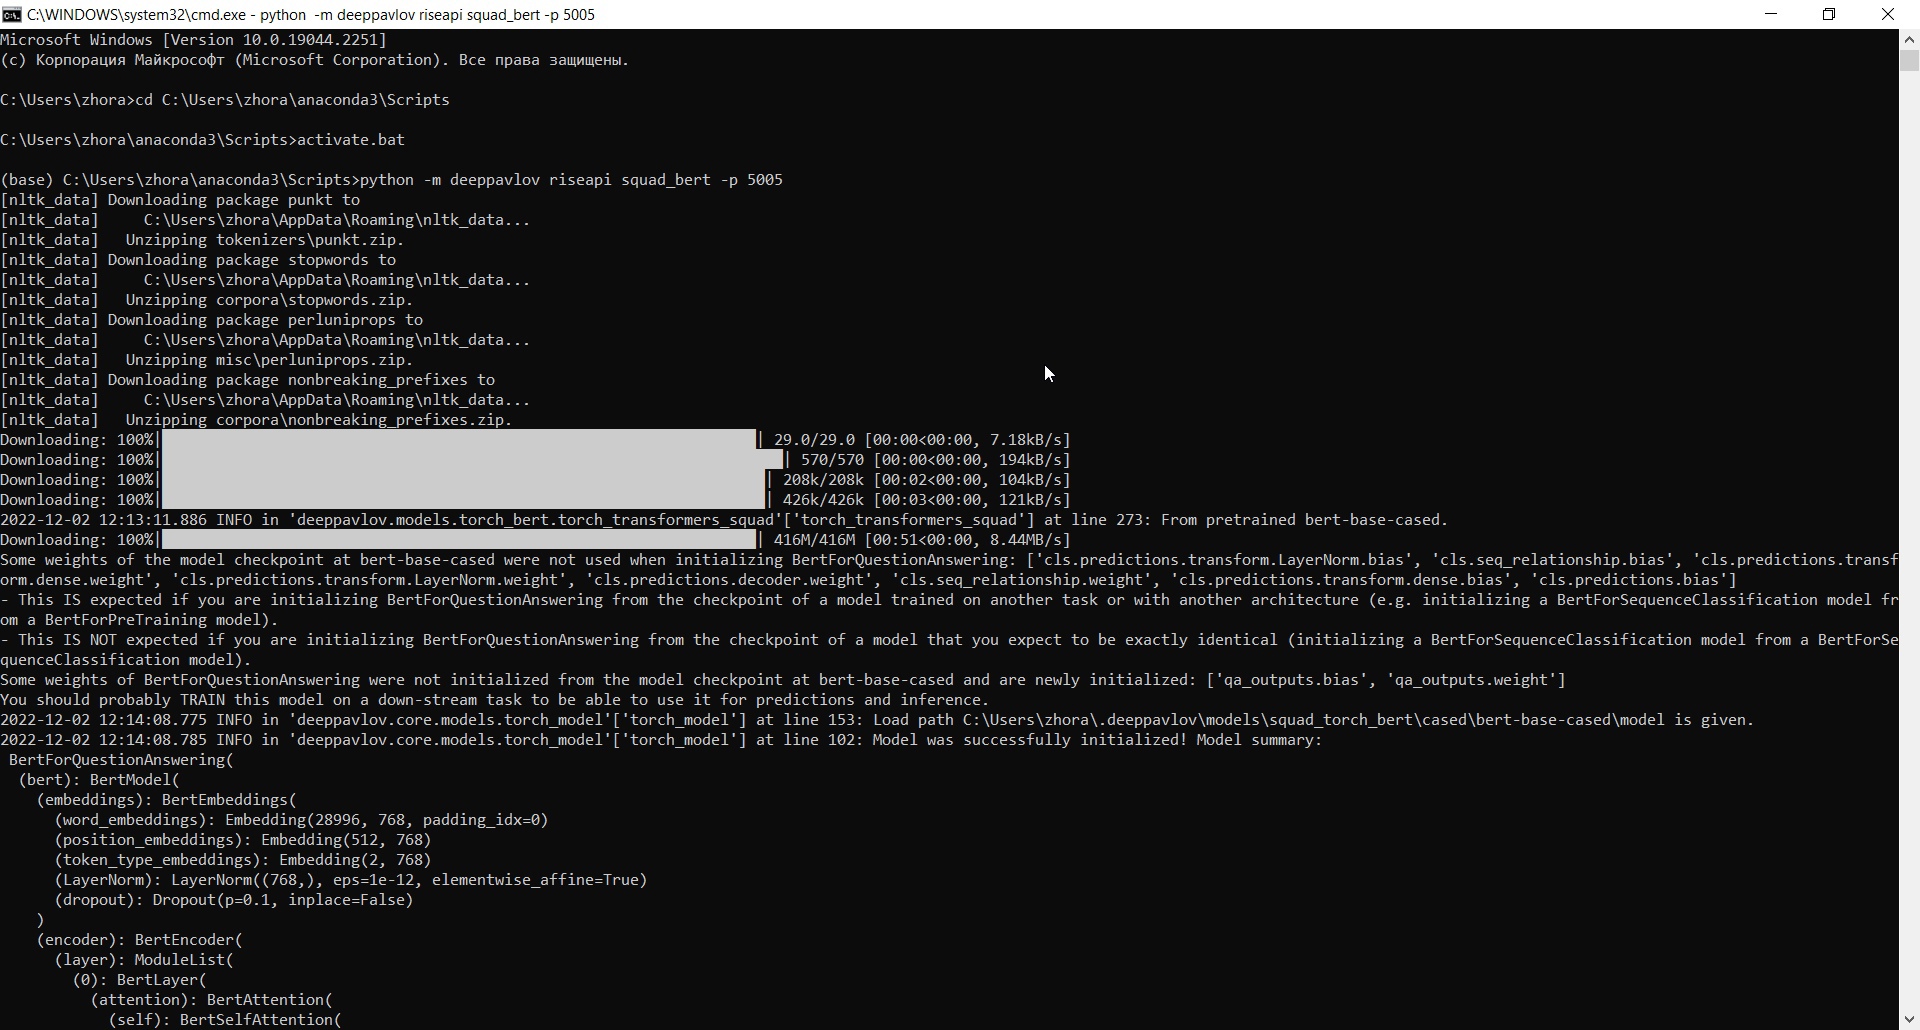 C:\WINDOWS\system32\cmd.exe - python  -m deeppavlov riseapi squad_bert -p 5005
Microsoft Windows [Version 10.0.19044.2251]
(c) Корпорация Майкрософт (Microsoft Corporation). Все права защищены.
C:\Users\zhora>cd C:\Users\zhora\anaconda3\Scripts
C:\Users\zhora\anaconda3\Scripts>activate.bat
(base) C:\Users\zhora\anaconda3\Scripts>python -m deeppavlov riseapi squad_bert -p 5005
[nltk_data] Downloading package punkt to
[nltk_data]     C:\Users\zhora\AppData\Roaming\nltk_data...
[nltk_data]   Unzipping tokenizers\punkt.zip.
[nltk_data] Downloading package stopwords to
[nltk_data]     C:\Users\zhora\AppData\Roaming\nltk_data...
[nltk_data]   Unzipping corpora\stopwords.zip.
[nltk_data] Downloading package perluniprops to
[nltk_data]     C:\Users\zhora\AppData\Roaming\nltk_data...
[nltk_data]   Unzipping misc\perluniprops.zip.
[nltk_data] Downloading package nonbreaking_prefixes to
[nltk_data]     C:\Users\zhora\AppData\Roaming\nltk_data...
[nltk_data]   Unzipping corpora\nonbreaking_prefixes.zip.
Downloading: 100%| | 29.0/29.0 [00:00<00:00, 7.18kB/s]
Downloading: 100%| | 570/570 [00:00<00:00, 194kB/s]
Downloading: 100%| | 208k/208k [00:02<00:00, 104kB/s]
Downloading: 100%| | 426k/426k [00:03<00:00, 121kB/s]
2022-12-02 12:13:11.886 INFO in 'deeppavlov.models.torch_bert.torch_transformers_squad'['torch_transformers_squad'] at line 273: From pretrained bert-base-cased.
Downloading: 100%| | 416M/416M [00:51<00:00, 8.44MB/s]
Some weights of the model checkpoint at bert-base-cased were not used when initializing BertForQuestionAnswering: ['cls.predictions.transform.LayerNorm.bias', 'cls.seq_relationship.bias', 'cls.predictions.transf
orm.dense.weight', 'cls.predictions.transform.LayerNorm.weight', 'cls.predictions.decoder.weight', 'cls.seq_relationship.weight', 'cls.predictions.transform.dense.bias', 'cls.predictions.bias']
- This IS expected if you are initializing BertForQuestionAnswering from the checkpoint of a model trained on another task or with another architecture (e.g. initializing a BertForSequenceClassification model fr
om a BertForPreTraining model).
- This IS NOT expected if you are initializing BertForQuestionAnswering from the checkpoint of a model that you expect to be exactly identical (initializing a BertForSequenceClassification model from a BertForSe
quenceClassification model).
Some weights of BertForQuestionAnswering were not initialized from the model checkpoint at bert-base-cased and are newly initialized: ['qa_outputs.bias', 'qa_outputs.weight']
You should probably TRAIN this model on a down-stream task to be able to use it for predictions and inference.
2022-12-02 12:14:08.775 INFO in 'deeppavlov.core.models.torch_model'['torch_model'] at line 153: Load path C:\Users\zhora\.deeppavlov\models\squad_torch_bert\cased\bert-base-cased\model is given.
2022-12-02 12:14:08.785 INFO in 'deeppavlov.core.models.torch_model'['torch_model'] at line 102: Model was successfully initialized! Model summary:
 BertForQuestionAnswering(
  (bert): BertModel(
    (embeddings): BertEmbeddings(
      (word_embeddings): Embedding(28996, 768, padding_idx=0)
      (position_embeddings): Embedding(512, 768)
      (token_type_embeddings): Embedding(2, 768)
      (LayerNorm): LayerNorm((768,), eps=1e-12, elementwise_affine=True)
      (dropout): Dropout(p=0.1, inplace=False)
    )
    (encoder): BertEncoder(
      (layer): ModuleList(
        (0): BertLayer(
          (attention): BertAttention(
            (self): BertSelfAttention(